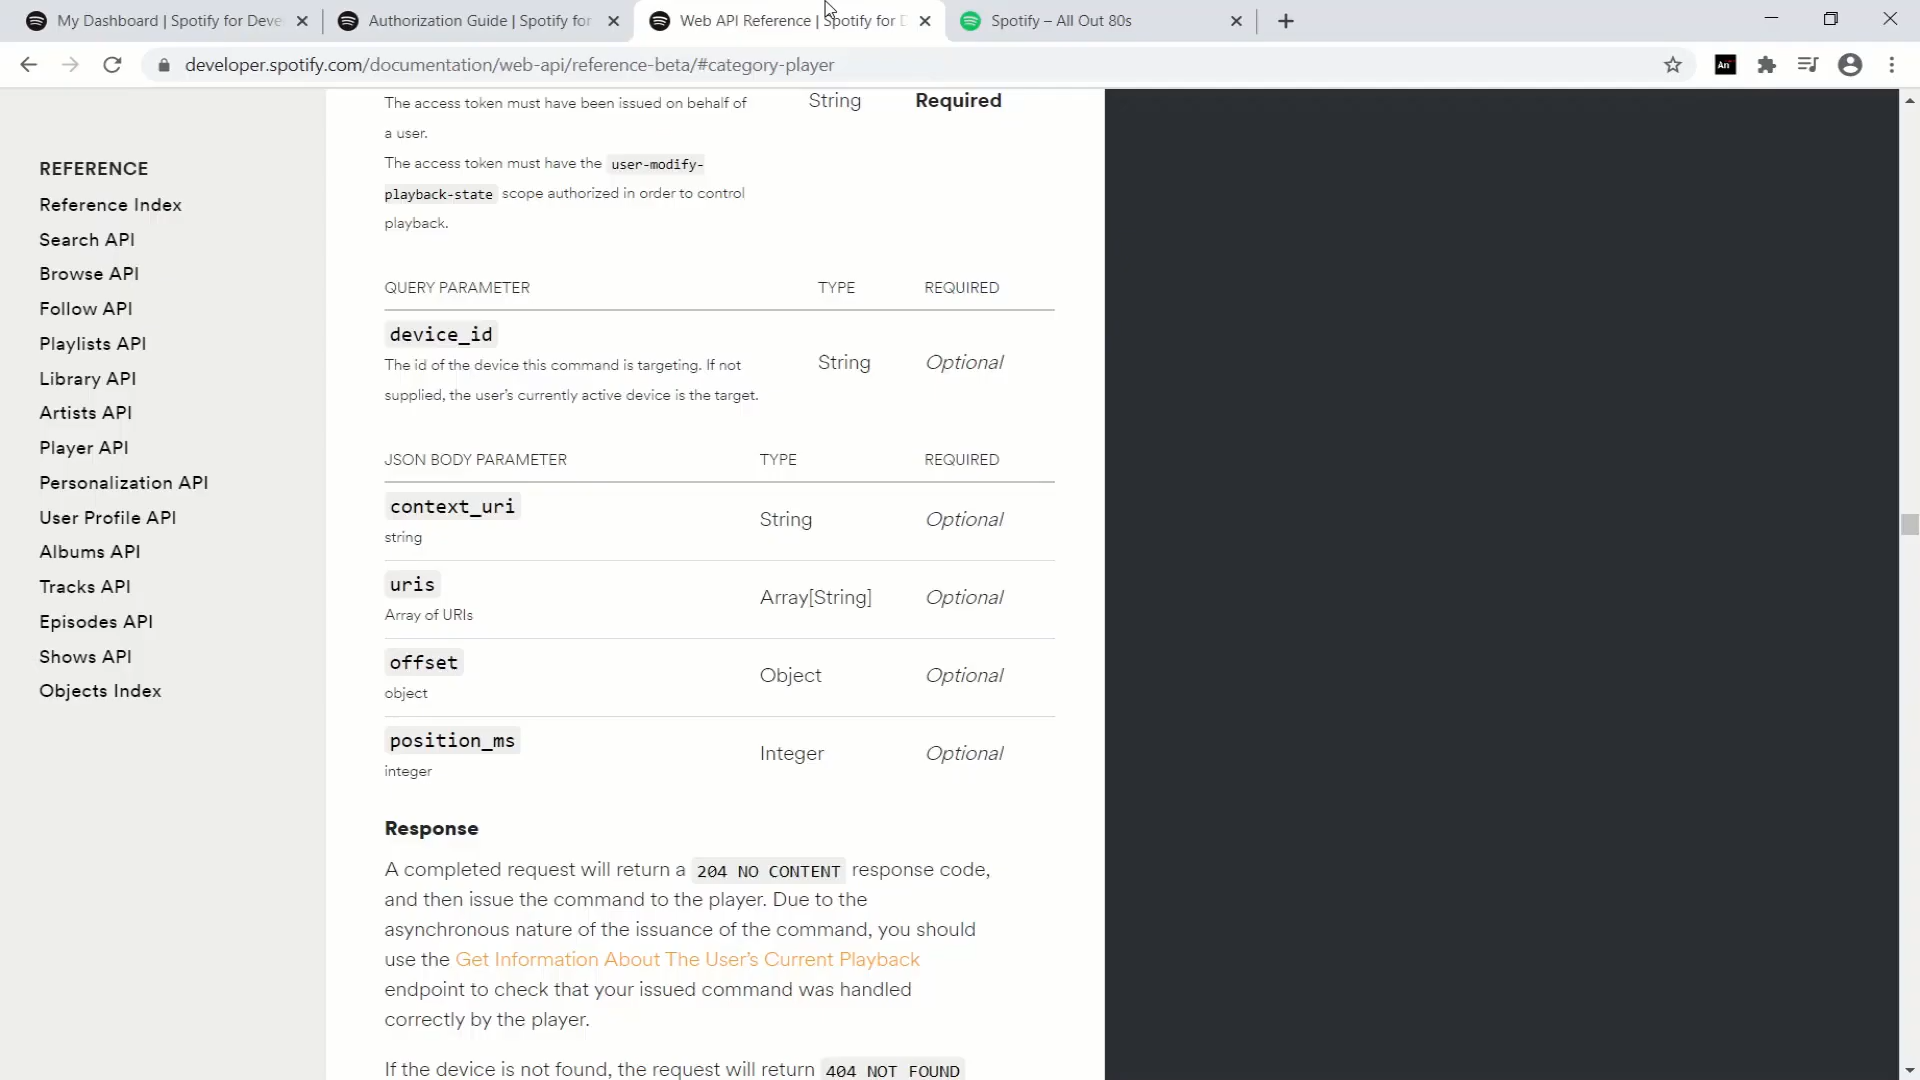 My Dashboard | Spotify for Deve
Authorization Guide | Spotify for
Web API Reference | Spotify for D
Spotify – All Out 80s
developer.spotify.com/documentation/web-api/reference-beta/#category-player
An
REFERENCE
Reference Index
Search API
Browse API
Follow API
Playlists API
Library API
Artists API
Player API
Personalization API
User Profile API
Albums API
Tracks API
Episodes API
Shows API
Objects Index
The access token must have been issued on behalf of String Required
a user.
The access token must have the user-modify-
playback-state scope authorized in order to control
playback.
QUERY PARAMETER TYPE REQUIRED
device_id
The id of the device this command is targeting. If not String Optional
supplied, the user's currently active device is the target.
JSON BODY PARAMETER TYPE REQUIRED
context_uri String Optional
string
uris Array[String] Optional
Array of URIs
offset Object Optional
object
position_ms Integer Optional
integer
Response
A completed request will return a 204 NO CONTENT response code,
and then issue the command to the player. Due to the
asynchronous nature of the issuance of the command, you should
use the Get Information About The User's Current Playback
endpoint to check that your issued command was handled
correctly by the player.
If the device is not found, the request will return 404 NOT FOUND